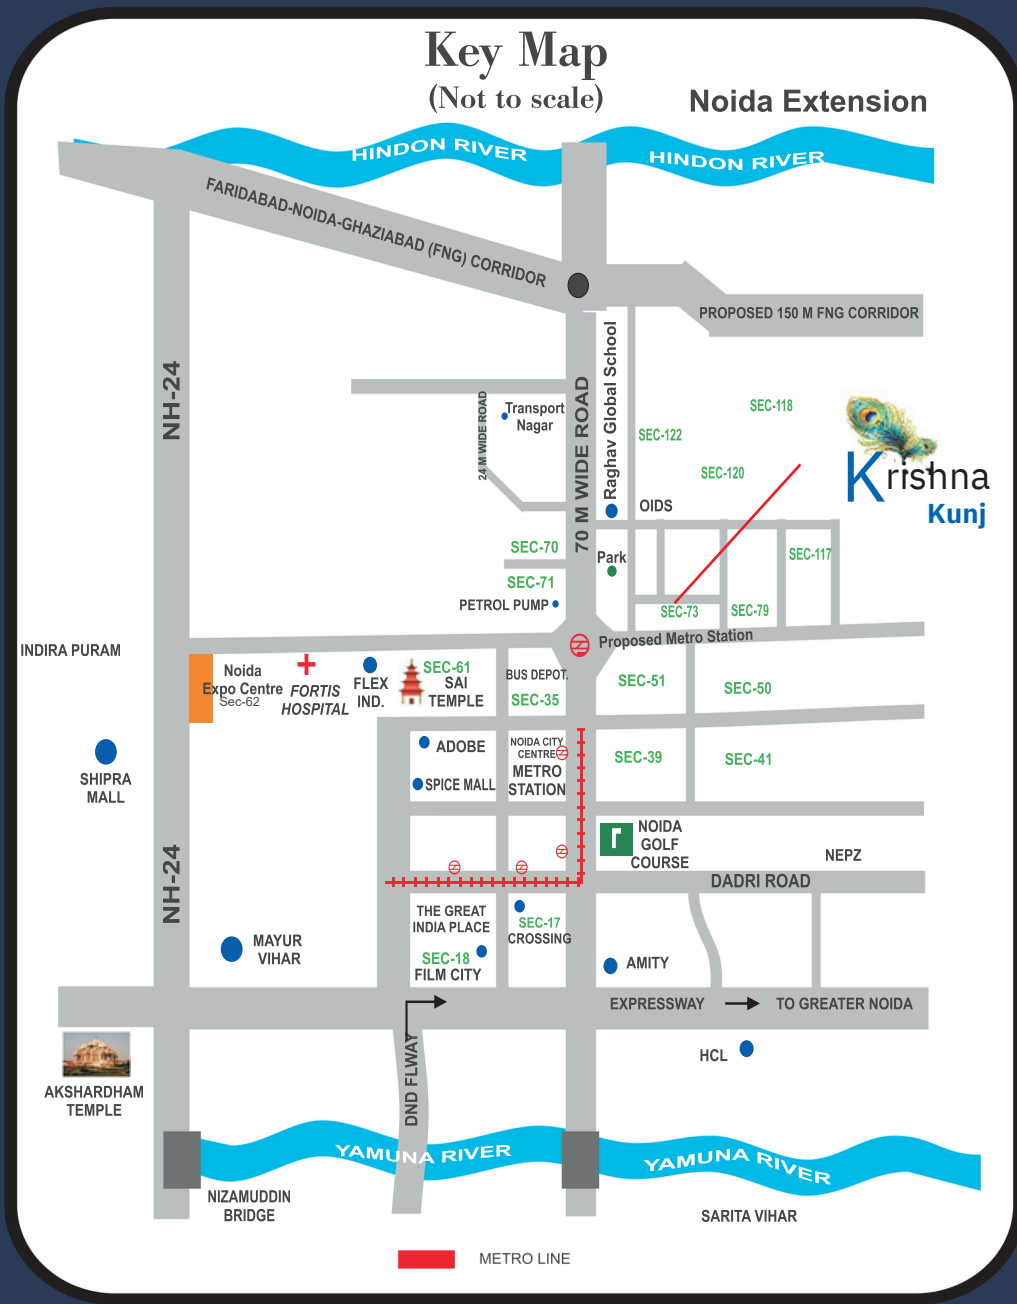 Key Map
(Not to scale)
Noida Extension
HINDON RIVER
HINDON RIVER
FARIDABAD-NOIDA-GHAZIABAD (FNG) CORRIDOR
PROPOSED 150 M FNG CORRIDOR
NH-24
24 M WIDE ROAD
Transport
Nagar
70 M WIDE ROAD
Raghav Global School
SEC-118
SEC-122
SEC-120
Krishna
Kunj
OIDS
SEC-70
Park
SEC-117
SEC-71
PETROL PUMP
SEC-73
SEC-79
Proposed Metro Station
INDIRA PURAM
Noida
Expo Centre
Sec-62
FORTIS
HOSPITAL
FLEX
IND.
SEC-61
SAI
TEMPLE
BUS DEPOT.
SEC-35
SEC-51
SEC-50
SHIPRA
MALL
ADOBE
SPICE MALL
NOIDA CITY
CENTRE
METRO
STATION
SEC-39
SEC-41
NOIDA
GOLF
COURSE
NEPZ
DADRI ROAD
NH-24
THE GREAT
INDIA PLACE
SEC-17
CROSSING
MAYUR
VIHAR
SEC-18
FILM CITY
AMITY
EXPRESSWAY
TO GREATER NOIDA
DND FLWAY
HCL
AKSHARDHAM
TEMPLE
YAMUNA RIVER
YAMUNA RIVER
NIZAMUDDIN
BRIDGE
SARITA VIHAR
METRO LINE